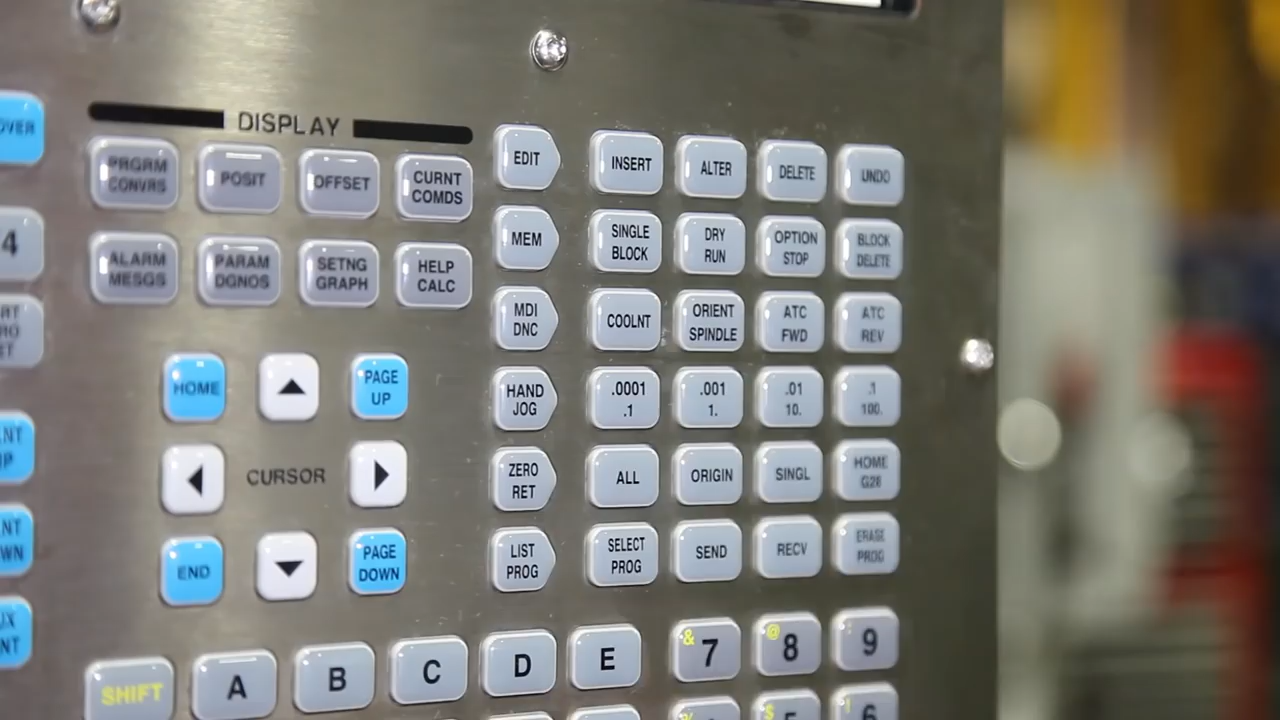 DISPLAY
PRGRM
CONVRS
POSIT
OFFSET
CURNT
COMDS
ALARM
MESGS
PARAM
DGNOS
SETNG
GRAPH
HELP
CALC
HOME
PAGE
UP
CURSOR
END
PAGE
DOWN
EDIT
INSERT
ALTER
DELETE
UNDO
MEM
SINGLE
BLOCK
DRY
RUN
OPTION
STOP
BLOCK
DELETE
MDI
DNC
COOLNT
ORIENT
SPINDLE
ATC
FWD
ATC
REV
HAND
JOG
.0001
.1
.001
1.
.01
10.
.1
100.
ZERO
RET
ALL
ORIGIN
SINGL
HOME
G28
LIST
PROG
SELECT
PROG
SEND
RECV
ERASE
PROG
4
SHIFT
A
B
C
D
E
& 7
@ 8
9
$
6